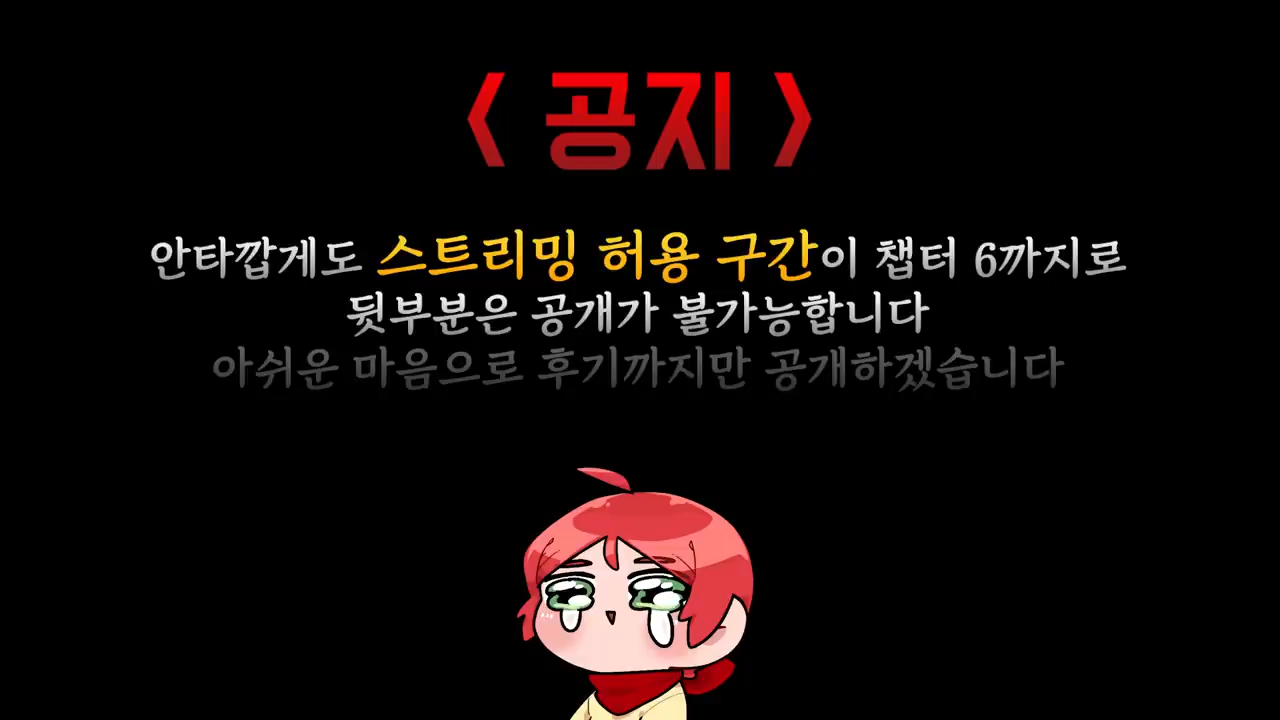 〈 공지 〉
안타깝게도 스트리밍 허용 구간이 챕터 6까지로
뒷부분은 공개가 불가능합니다
아쉬운 마음으로 후기까지만 공개하겠습니다